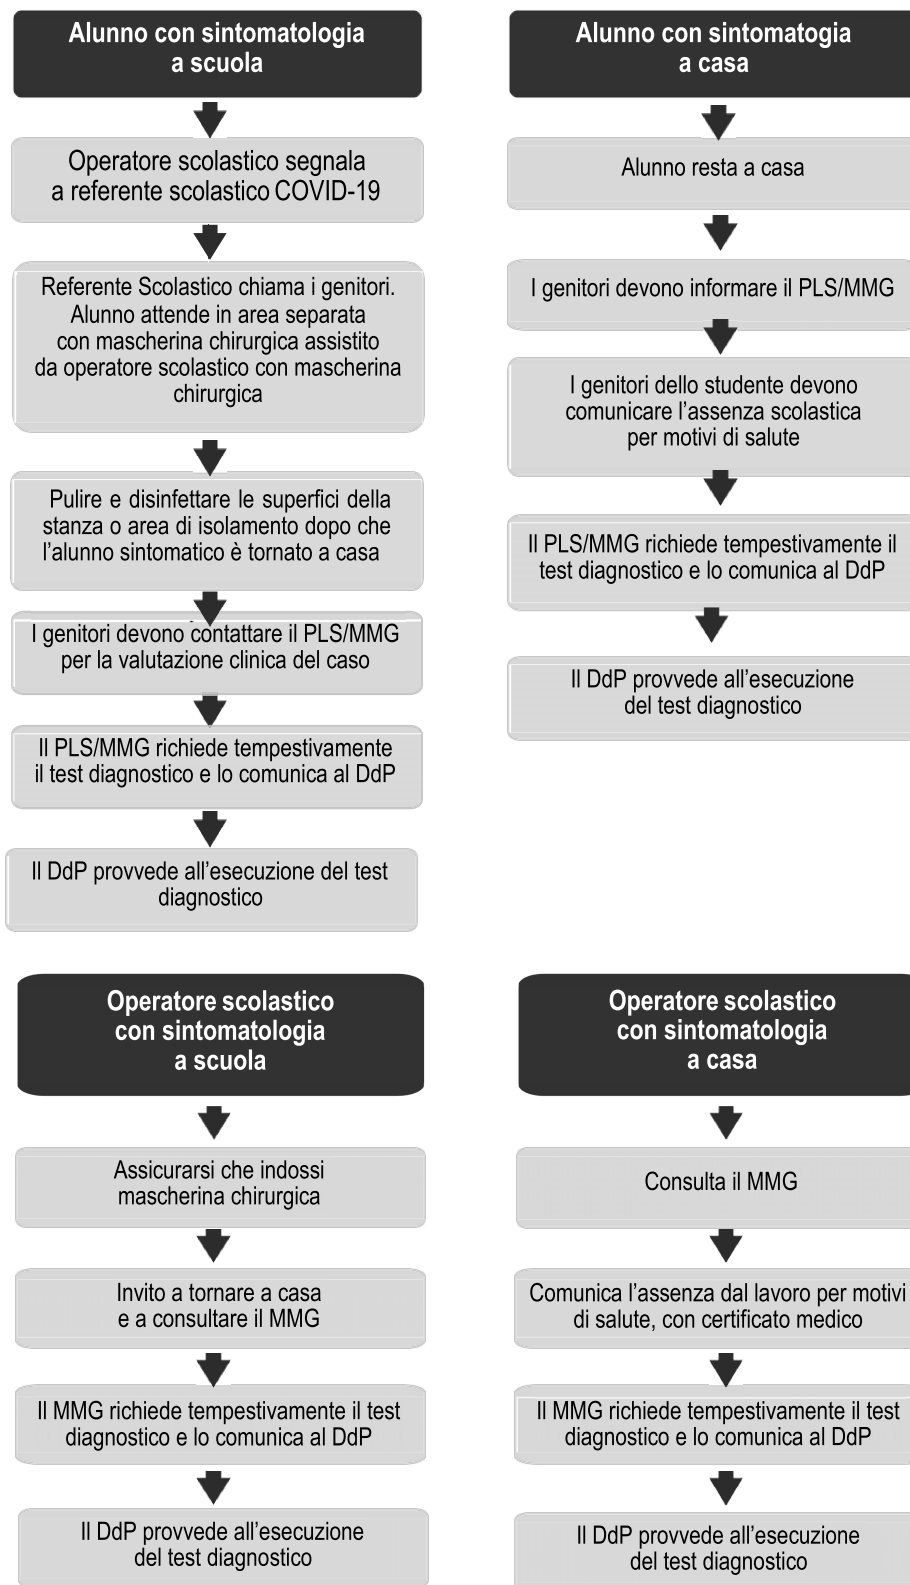 Alunno con sintomatologia
a scuola
Operatore scolastico segnala
a referente scolastico COVID-19
Referente Scolastico chiama i genitori.
Alunno attende in area separata
con mascherina chirurgica assistito
da operatore scolastico con mascherina
chirurgica
Pulire e disinfettare le superfici della
stanza o area di isolamento dopo che
l'alunno sintomatico è tornato a casa
I genitori devono contattare il PLS/MMG
per la valutazione clinica del caso
Il PLS/MMG richiede tempestivamente
il test diagnostico e lo comunica al DdP
Il DdP provvede all'esecuzione del test
diagnostico
Alunno con sintomatogia
a casa
Alunno resta a casa
I genitori devono informare il PLS/MMG
I genitori dello studente devono
comunicare l'assenza scolastica
per motivi di salute
Il PLS/MMG richiede tempestivamente il
test diagnostico e lo comunica al DdP
Il DdP provvede all'esecuzione
del test diagnostico
Operatore scolastico
con sintomatologia
a scuola
Assicurarsi che indossi
mascherina chirurgica
Invito a tornare a casa
e a consultare il MMG
Il MMG richiede tempestivamente il test
diagnostico e lo comunica al DdP
Il DdP provvede all'esecuzione
del test diagnostico
Operatore scolastico
con sintomatologia
a casa
Consulta il MMG
Comunica l'assenza dal lavoro per motivi
di salute, con certificato medico
Il MMG richiede tempestivamente il test
diagnostico e lo comunica al DdP
Il DdP provvede all'esecuzione
del test diagnostico